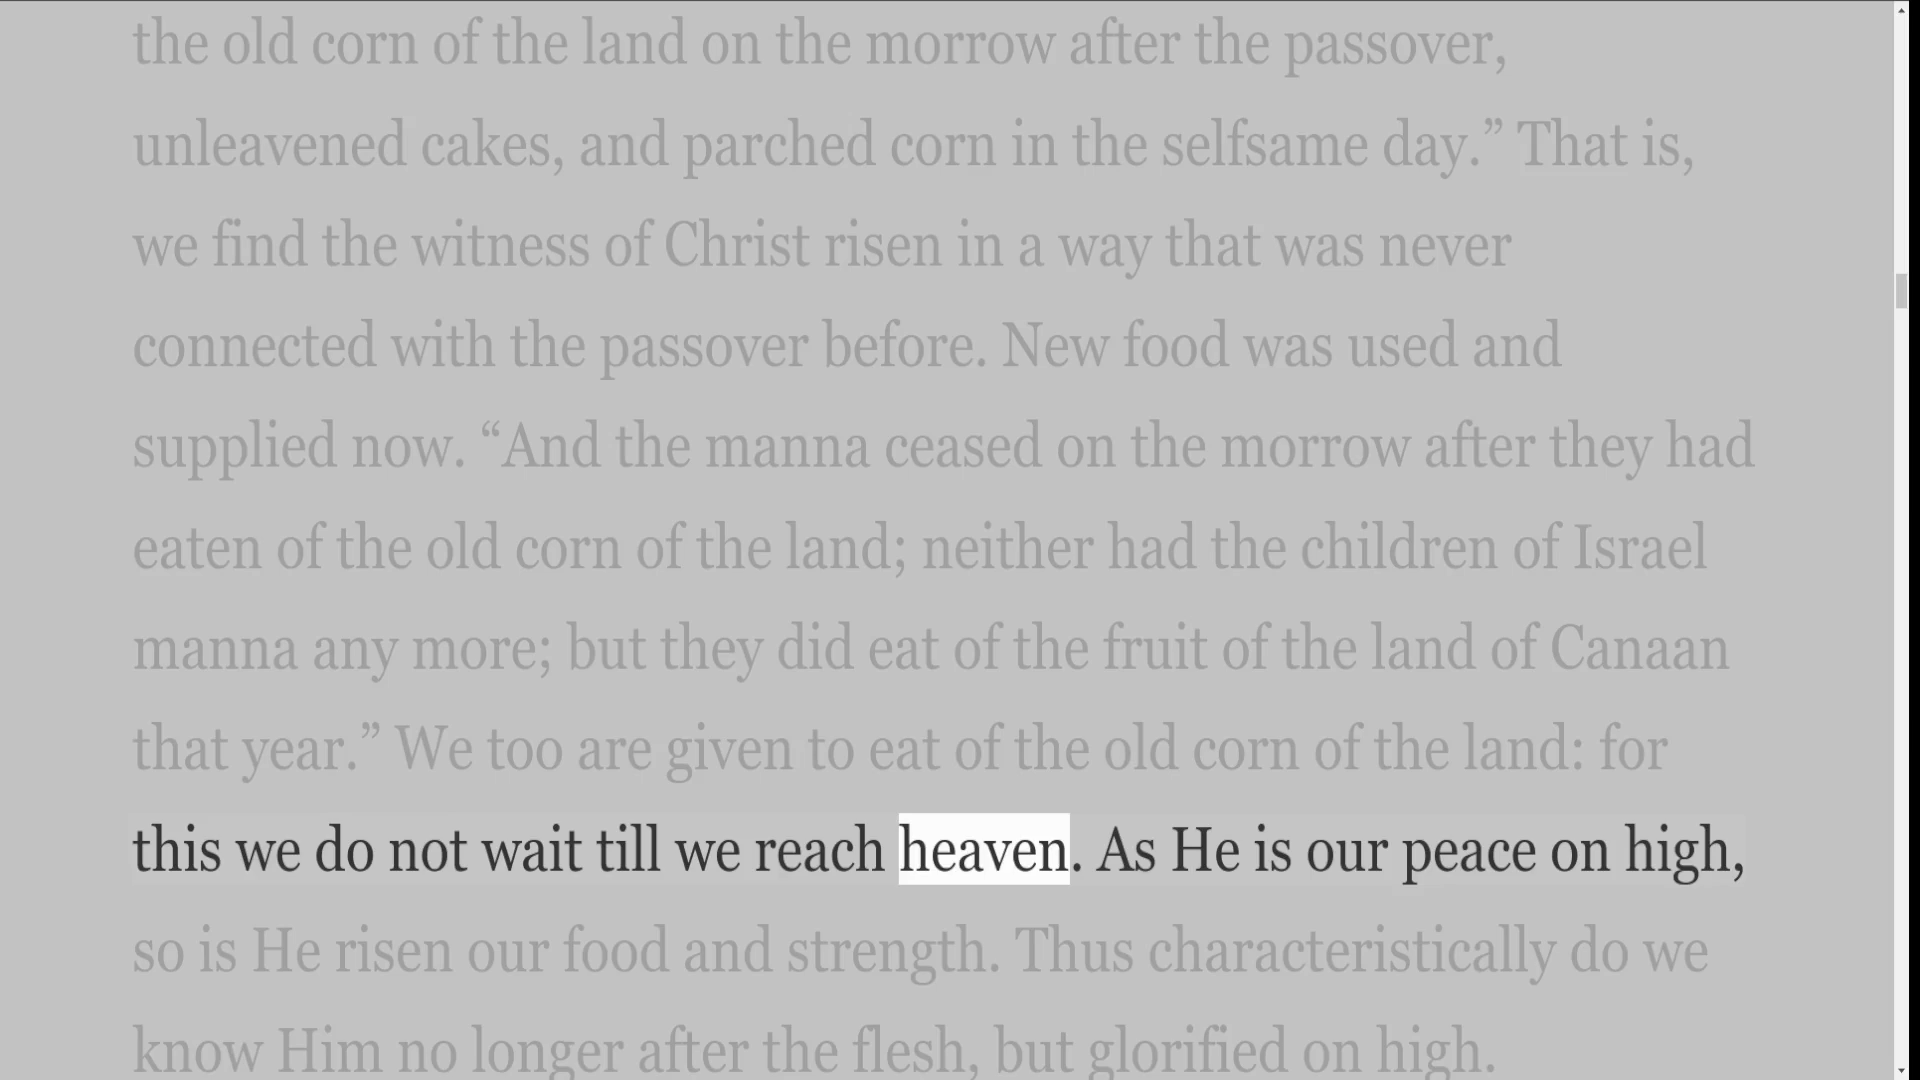 the old corn of the land on the morrow after the passover,
unleavened cakes, and parched corn in the selfsame day.” That is,
we find the witness of Christ risen in a way that was never
connected with the passover before. New food was used and
supplied now. “And the manna ceased on the morrow after they had
eaten of the old corn of the land; neither had the children of Israel
manna any more; but they did eat of the fruit of the land of Canaan
that year.” We too are given to eat of the old corn of the land: for
this we do not wait till we reach heaven. As He is our peace on high,
so is He risen our food and strength. Thus characteristically do we
know Him no longer after the flesh, but glorified on high.